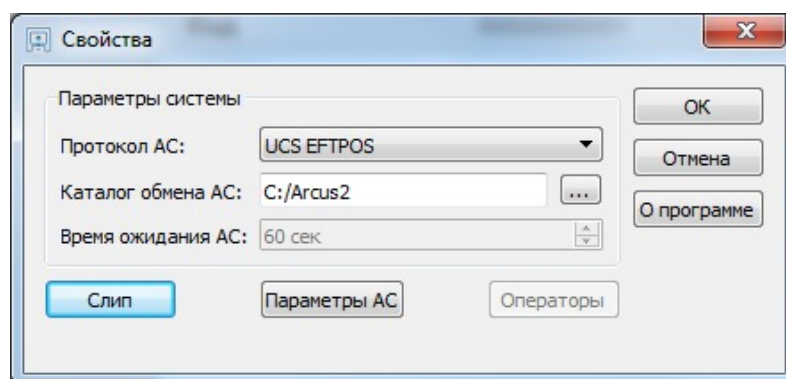 Свойства
Параметры системы
Протокол АС: UCS EFTPOS
Каталог обмена АС: C:/Arcus2 ...
Время ожидания АС: 60 сек
OK
Отмена
О программе
Слип Параметры АС Операторы